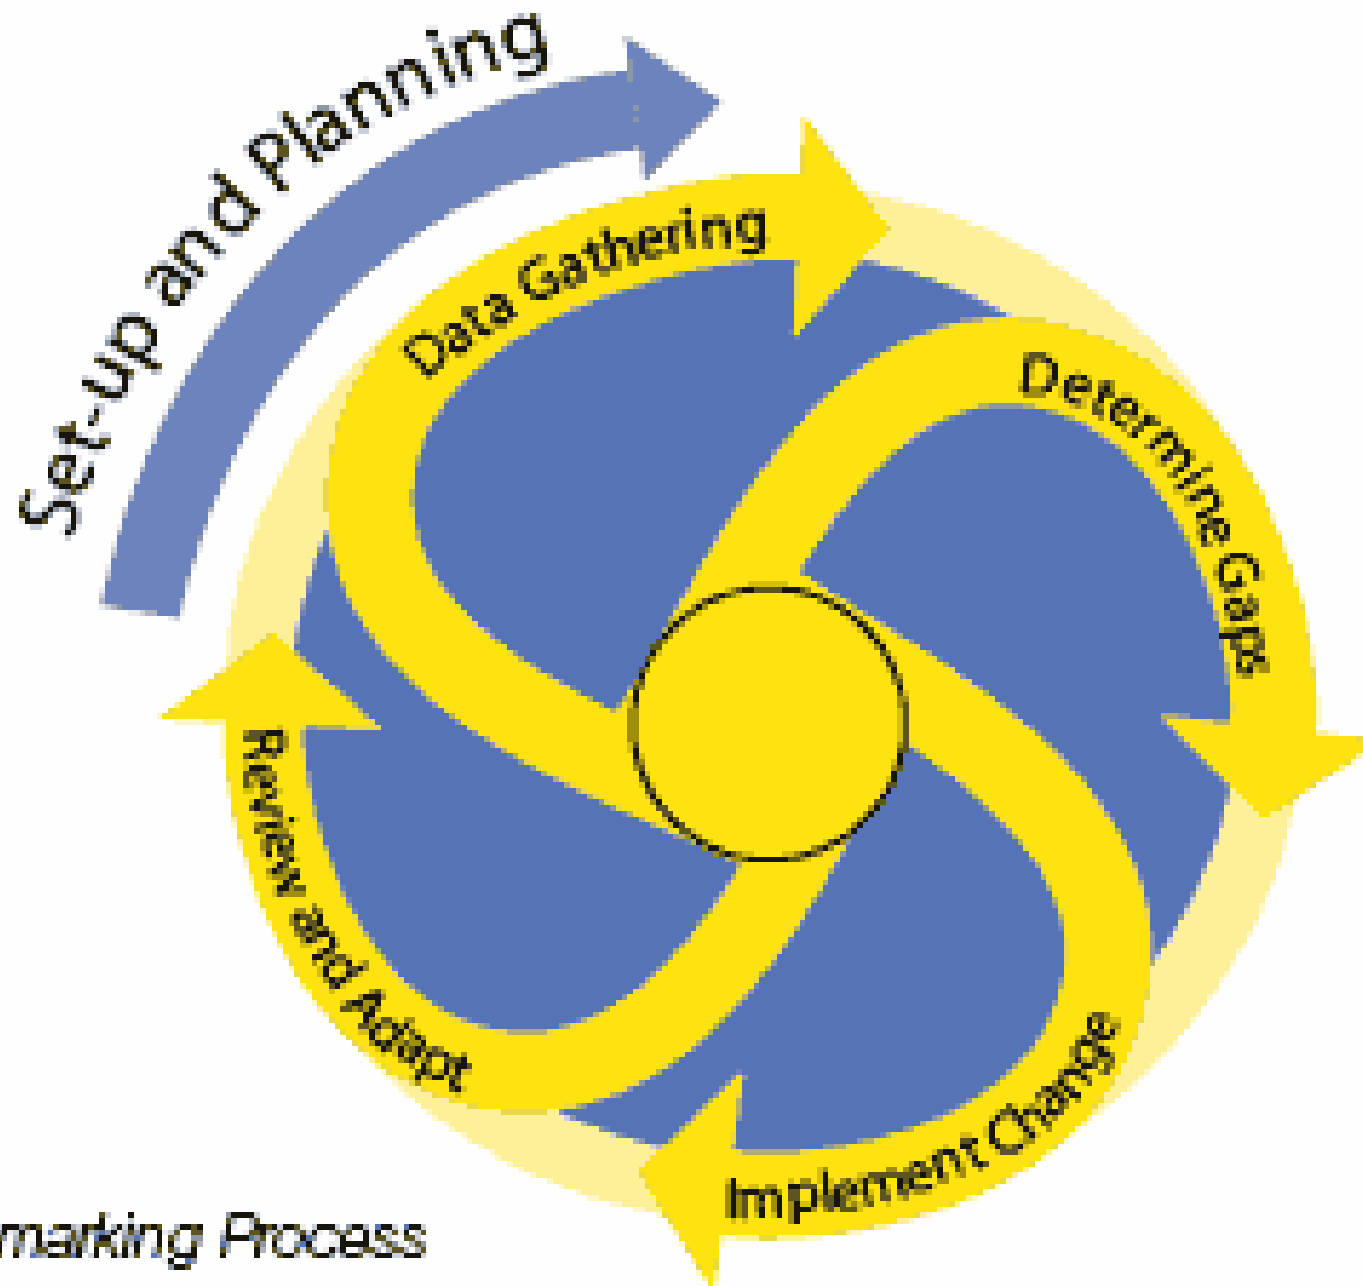 Set-up and Planning
Data Gathering
Determine Gaps
Implement Change
Review and Adapt
marking Process